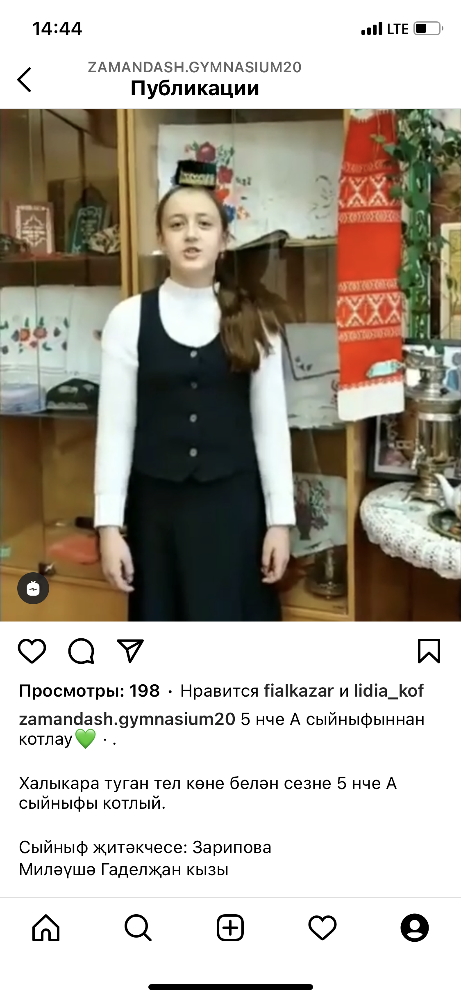 14:44
LTE
ZAMANDASH.GYMNASIUM20
Публикации
Просмотры: 198 · Нравится fialkazar и lidia_kof
zamandash.gymnasium20 5 нче А сыйныфыннан
котлау💚 · .
Халыкара туган тел көне белән сезне 5 нче А
сыйныфы котлый.
Сыйныф җитәкчесе: Зарипова
Миләүшә Гаделҗан кызы